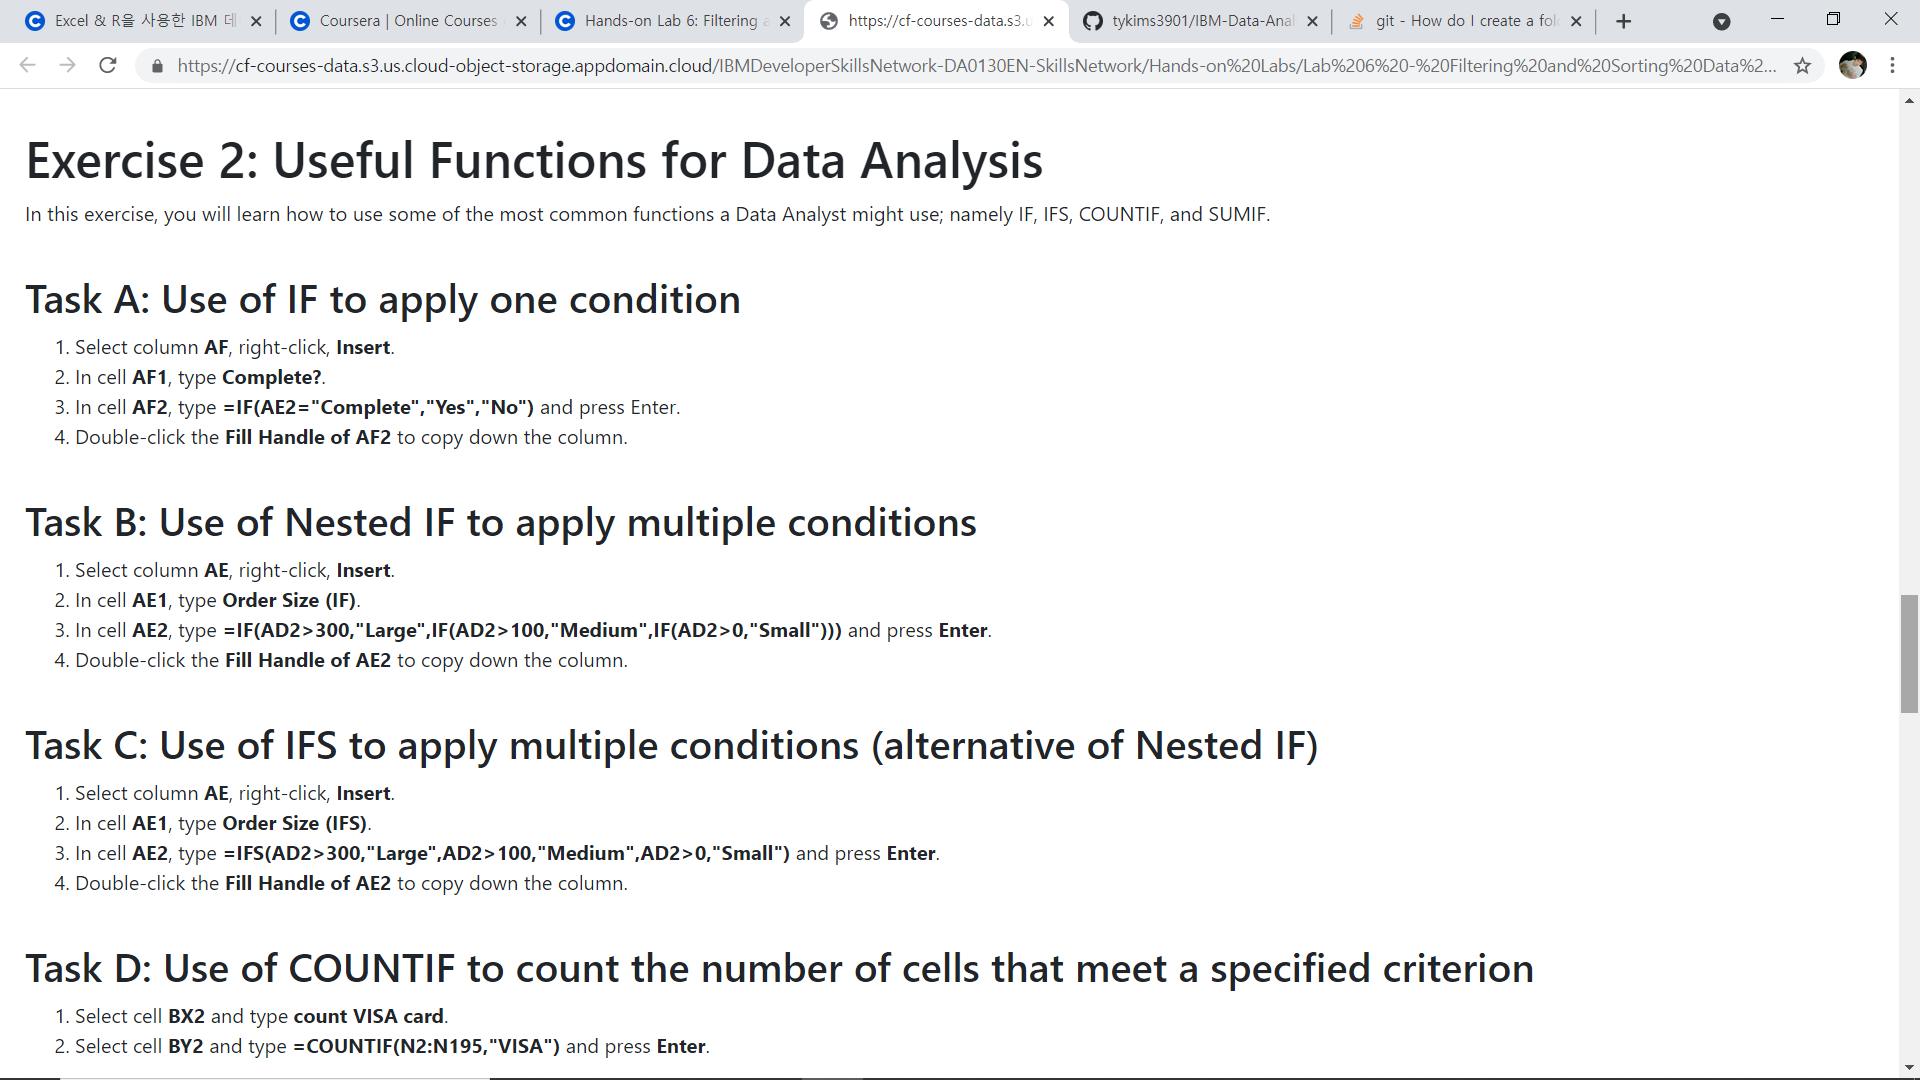 Excel & R을 사용한 IBM 데
Coursera | Online Courses
Hands-on Lab 6: Filtering a
https://cf-courses-data.s3.u
tykims3901/IBM-Data-Anal
git - How do I create a fol
https://cf-courses-data.s3.us.cloud-object-storage.appdomain.cloud/IBMDeveloperSkillsNetwork-DA0130EN-SkillsNetwork/Hands-on%20Labs/Lab%206%20-%20Filtering%20and%20Sorting%20Data%2...
Exercise 2: Useful Functions for Data Analysis
In this exercise, you will learn how to use some of the most common functions a Data Analyst might use; namely IF, IFS, COUNTIF, and SUMIF.
Task A: Use of IF to apply one condition
1. Select column AF, right-click, Insert.
2. In cell AF1, type Complete?.
3. In cell AF2, type =IF(AE2="Complete","Yes","No") and press Enter.
4. Double-click the Fill Handle of AF2 to copy down the column.
Task B: Use of Nested IF to apply multiple conditions
1. Select column AE, right-click, Insert.
2. In cell AE1, type Order Size (IF).
3. In cell AE2, type =IF(AD2>300,"Large",IF(AD2>100,"Medium",IF(AD2>0,"Small"))) and press Enter.
4. Double-click the Fill Handle of AE2 to copy down the column.
Task C: Use of IFS to apply multiple conditions (alternative of Nested IF)
1. Select column AE, right-click, Insert.
2. In cell AE1, type Order Size (IFS).
3. In cell AE2, type =IFS(AD2>300,"Large",AD2>100,"Medium",AD2>0,"Small") and press Enter.
4. Double-click the Fill Handle of AE2 to copy down the column.
Task D: Use of COUNTIF to count the number of cells that meet a specified criterion
1. Select cell BX2 and type count VISA card.
2. Select cell BY2 and type =COUNTIF(N2:N195,"VISA") and press Enter.